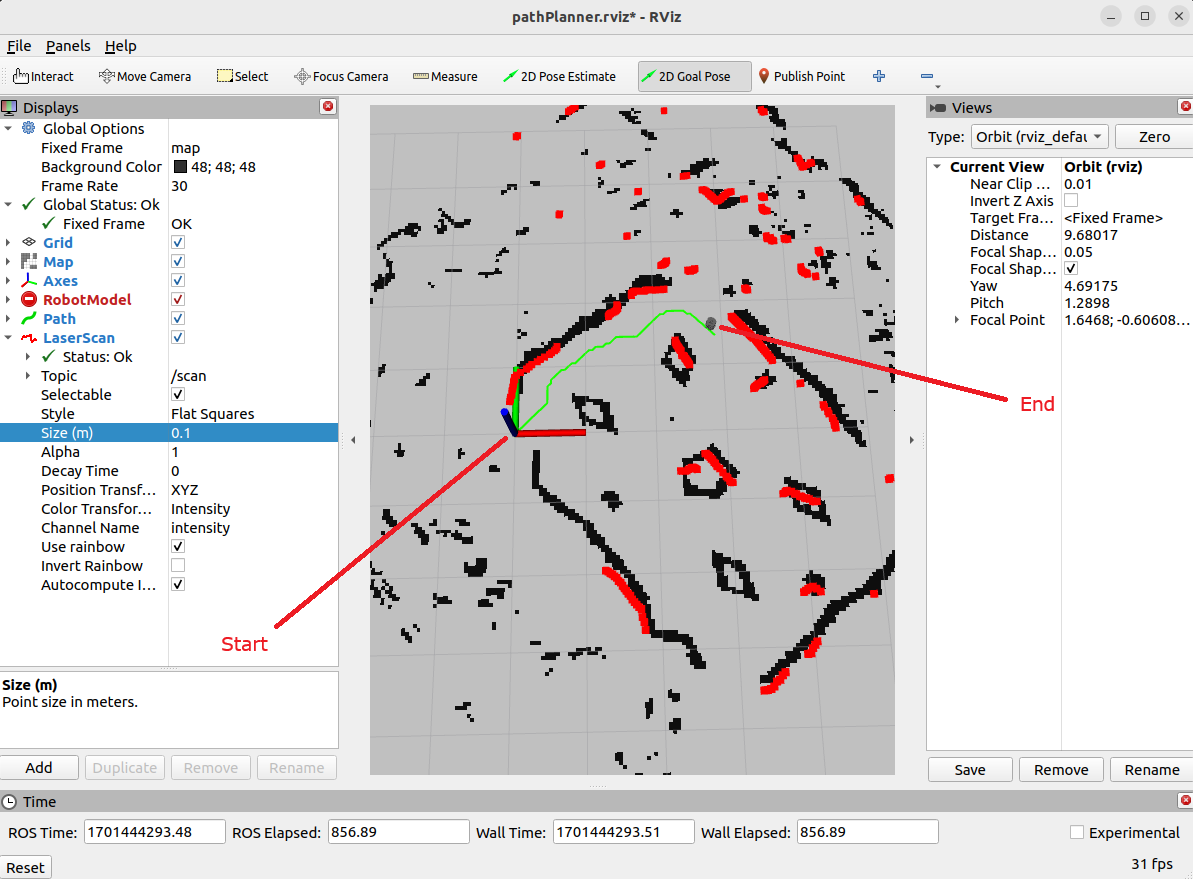 pathPlanner.rviz* - RViz
File Panels Help
Interact Move Camera Select Focus Camera Measure 2D Pose Estimate 2D Goal Pose Publish Point
Displays
Global Options
Fixed Frame map
Background Color 48; 48; 48
Frame Rate 30
Global Status: Ok
Fixed Frame OK
Grid
Map
Axes
RobotModel
Path
LaserScan
Status: Ok
Topic /scan
Selectable
Style Flat Squares
Size (m) 0.1
Alpha 1
Decay Time 0
Position Transf... XYZ
Color Transfor... Intensity
Channel Name intensity
Use rainbow
Invert Rainbow
Autocompute I...
Size (m)
Point size in meters.
Add Duplicate Remove Rename
Start
End
Views
Type: Orbit (rviz_defau Zero
Current View Orbit (rviz)
Near Clip ... 0.01
Invert Z Axis
Target Fra... <Fixed Frame>
Distance 9.68017
Focal Shap... 0.05
Focal Shap...
Yaw 4.69175
Pitch 1.2898
Focal Point 1.6468; -0.60608...
Save Remove Rename
Time
ROS Time: 1701444293.48 ROS Elapsed: 856.89 Wall Time: 1701444293.51 Wall Elapsed: 856.89 Experimental
Reset 31 fps